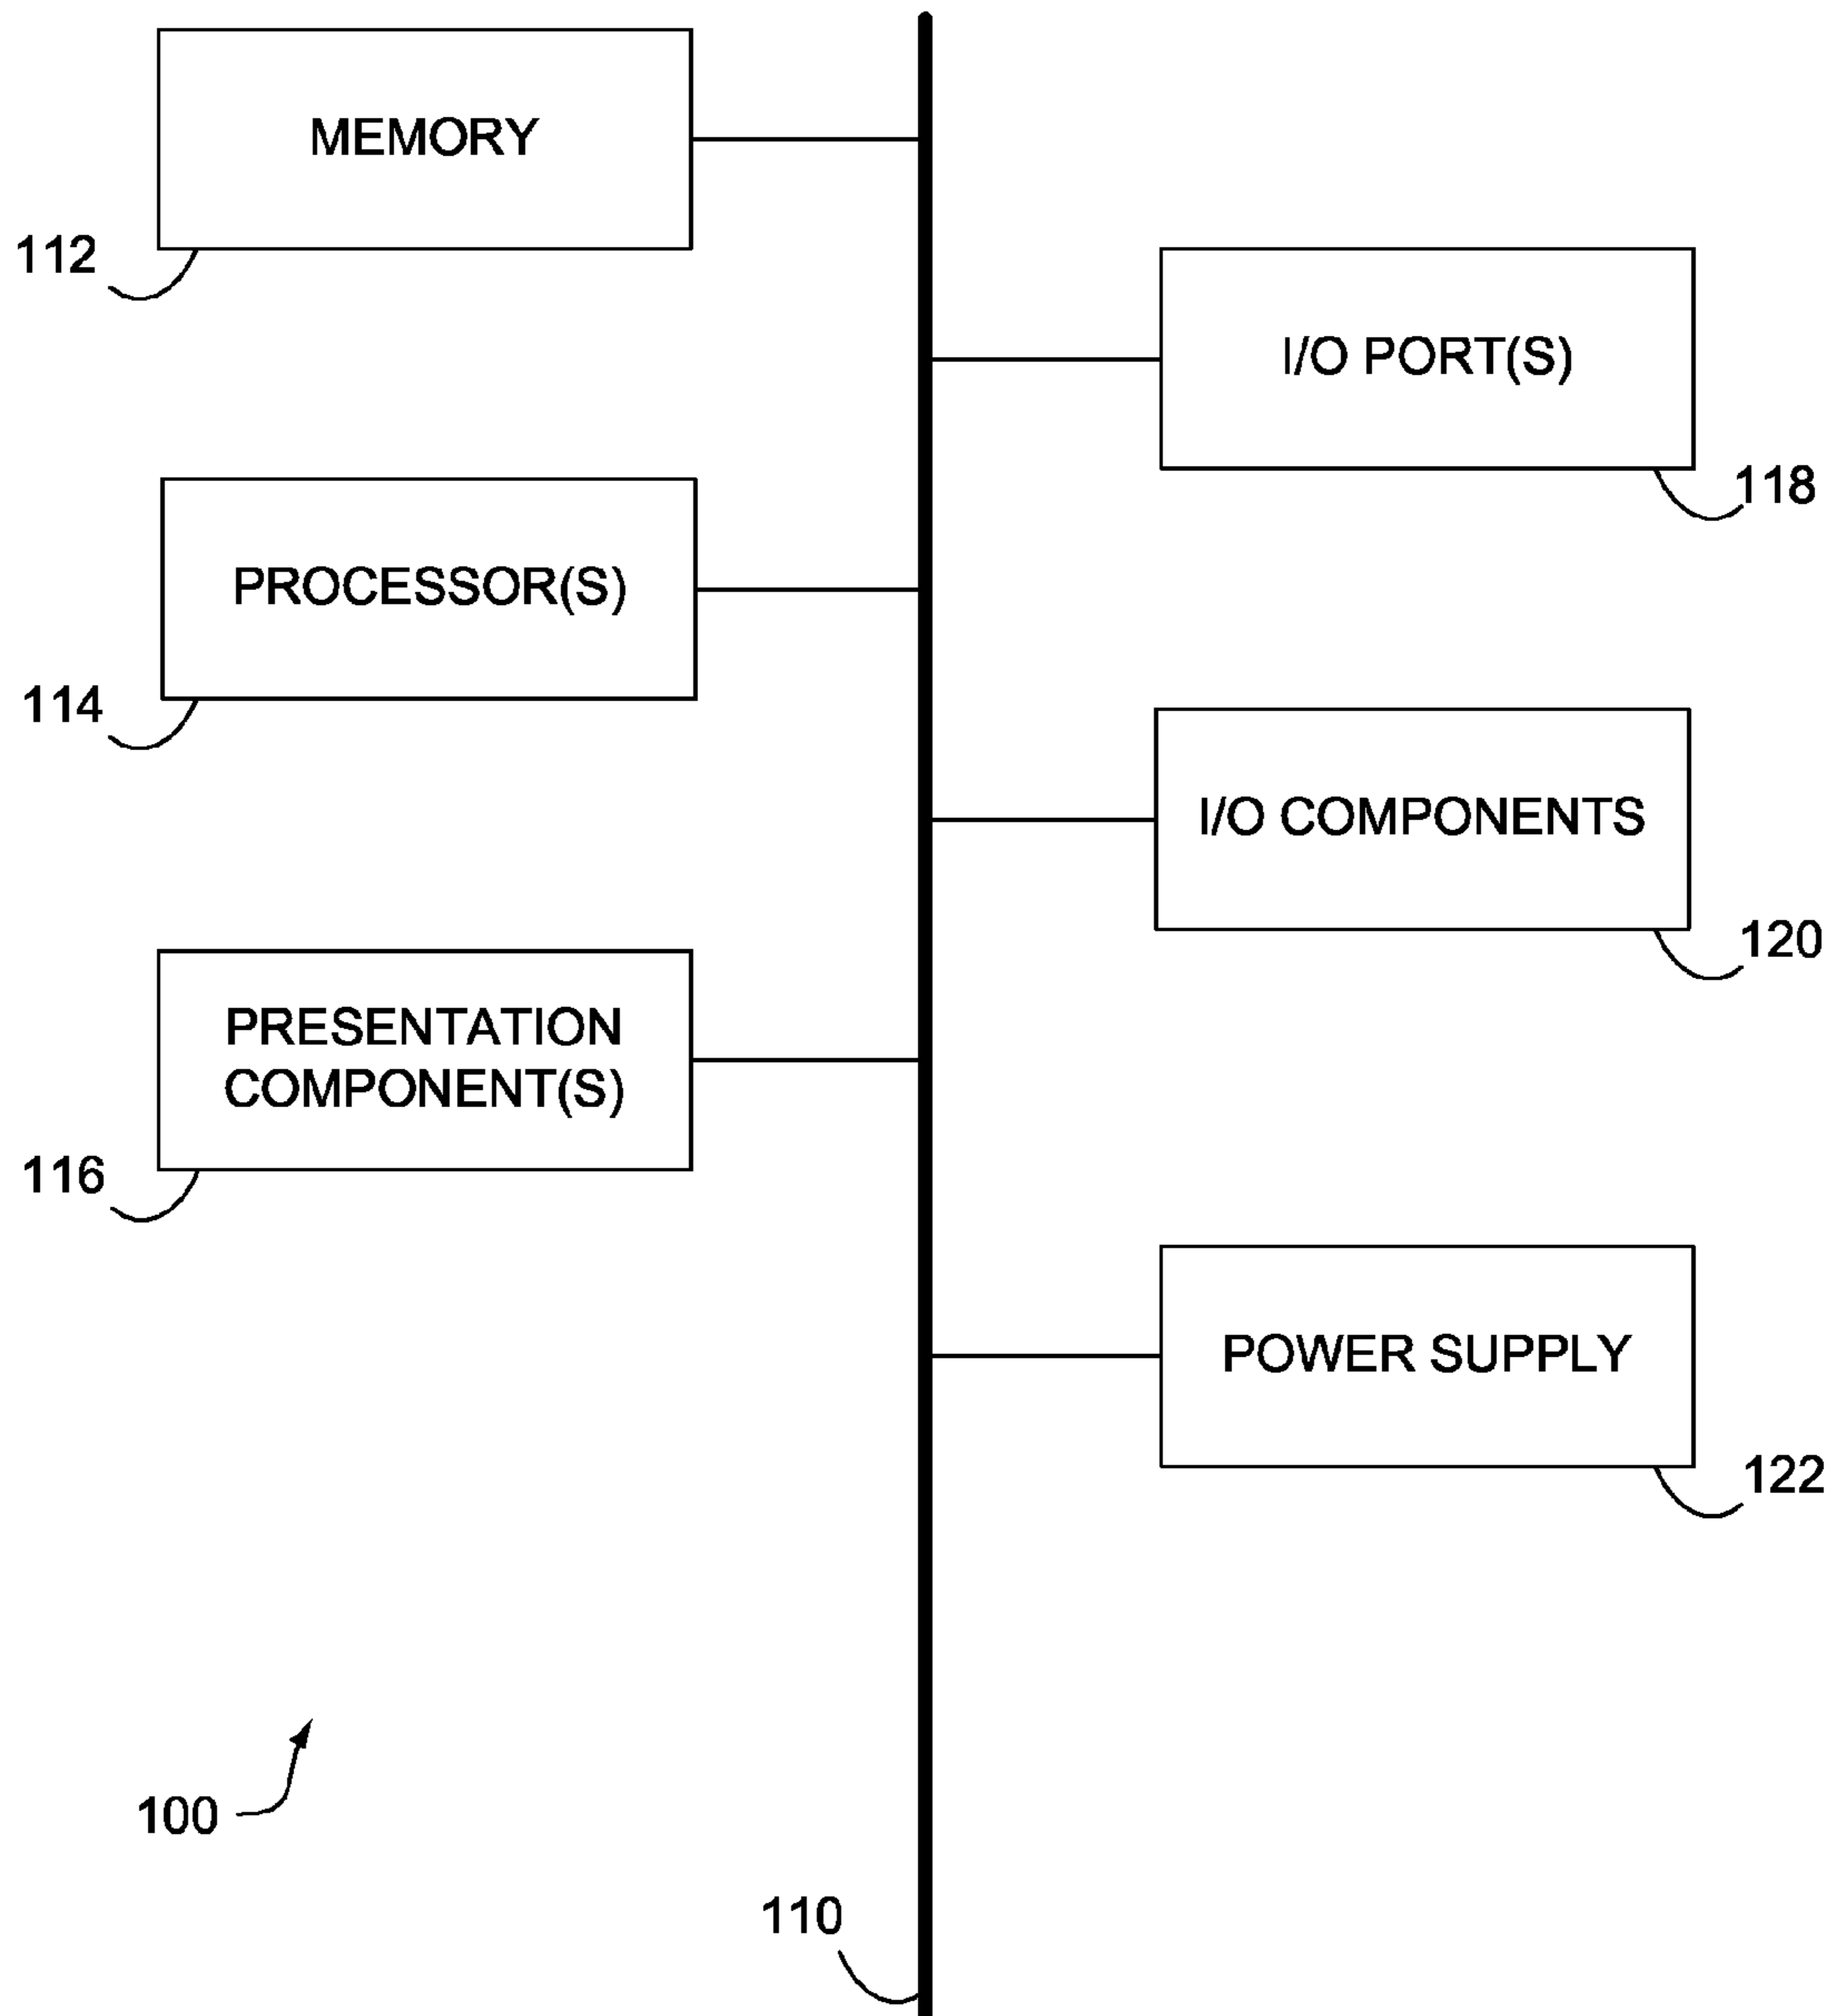 MEMORY
112
I/O PORT(S)
118
PROCESSOR(S)
114
I/O COMPONENTS
120
PRESENTATION
COMPONENT(S)
116
POWER SUPPLY
122
100
110